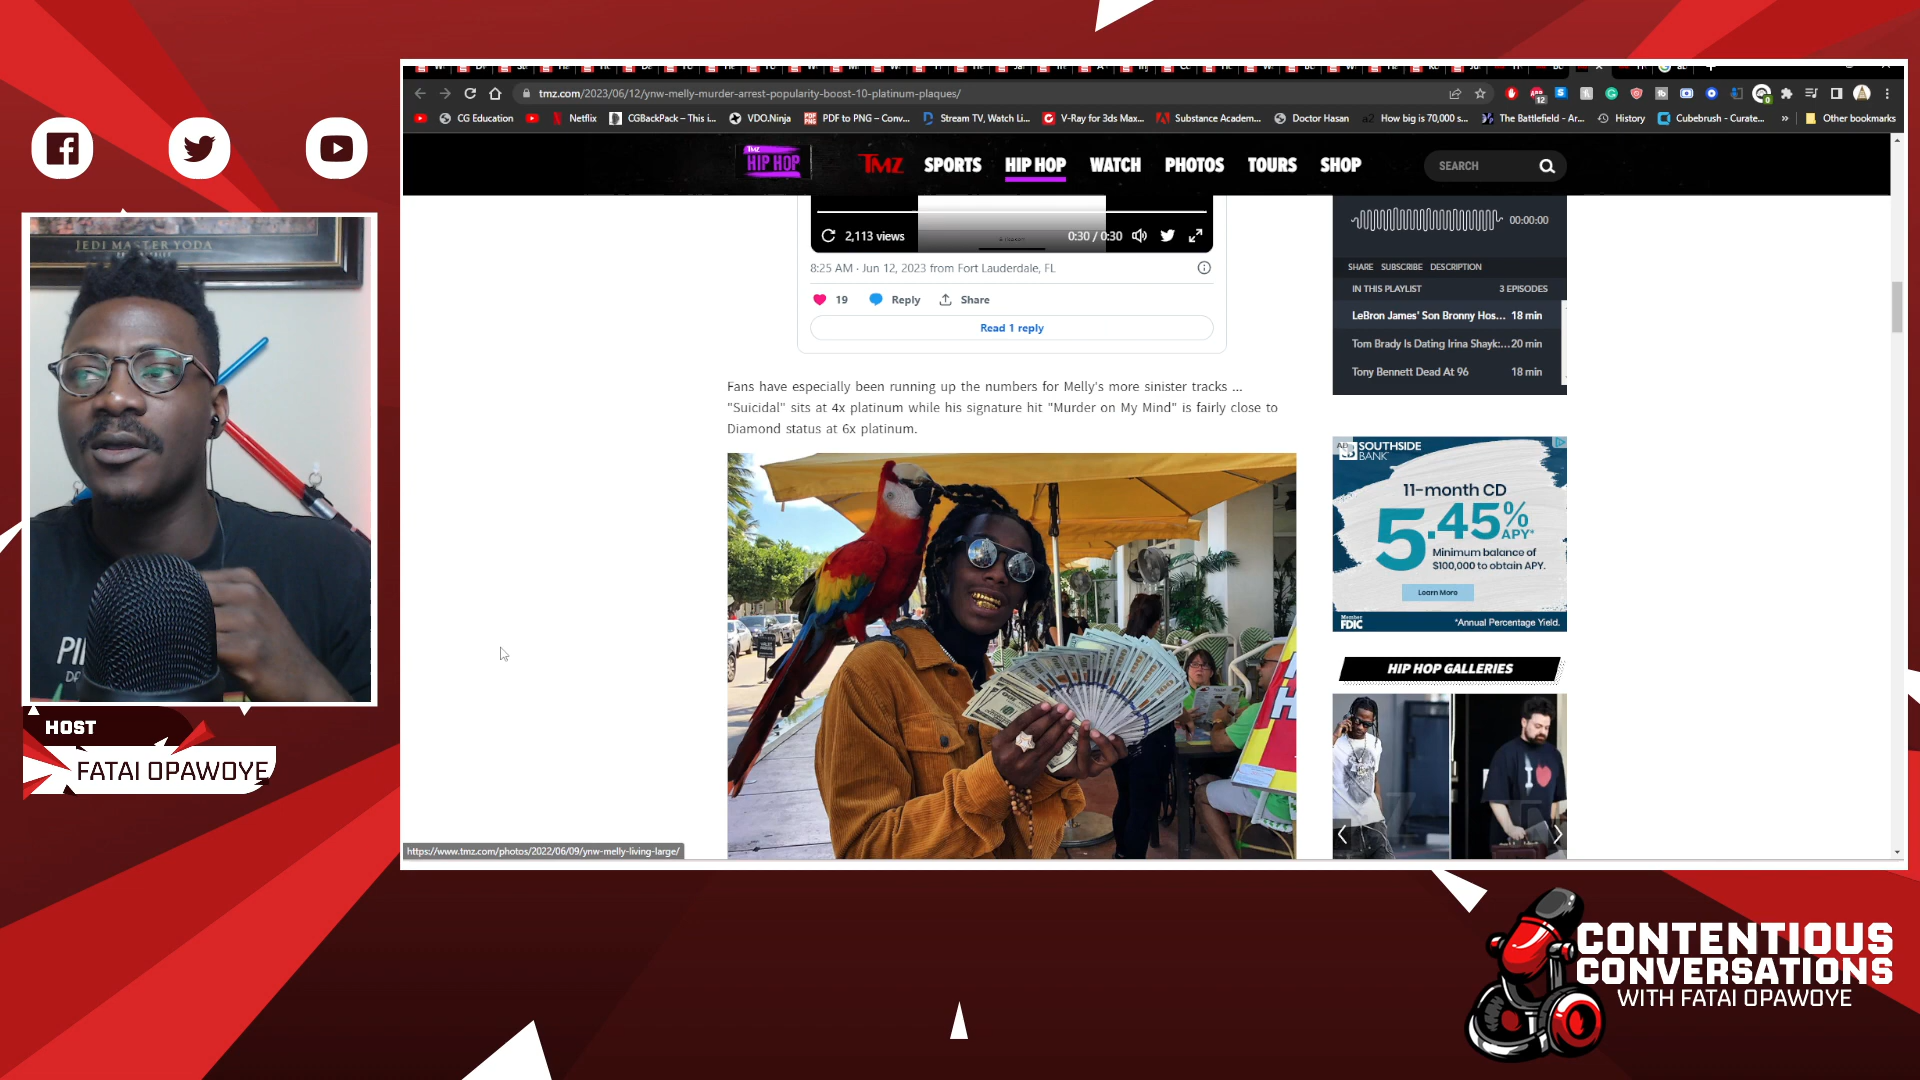 tmz.com/2023/06/12/ynw-melly-murder-arrest-popularity-boost-10-platinum-plaques/
CG Education
Netflix
CGBackPack – This i...
VDO.Ninja
PDF to PNG – Conv...
Stream TV, Watch Li...
V-Ray for 3ds Max...
Substance Academ...
Doctor Hasan
How big is 70,000 s...
The Battlefield - Ar...
History
Cubebrush - Curate...
»
Other bookmarks
TMZ
HIP HOP
TMZ
SPORTS
HIP HOP
WATCH
PHOTOS
TOURS
SHOP
SEARCH
JEDI MASTER YODA
PI
HOST
FATAI OPAWOYE
2,113 views
0:30 / 0:30
8:25 AM · Jun 12, 2023 from Fort Lauderdale, FL
19
Reply
Share
Read 1 reply
Fans have especially been running up the numbers for Melly's more sinister tracks ...
"Suicidal" sits at 4x platinum while his signature hit "Murder on My Mind" is fairly close to
Diamond status at 6x platinum.
https://www.tmz.com/photos/2022/06/09/ynw-melly-living-large/
00:00:00
SHARE SUBSCRIBE DESCRIPTION
IN THIS PLAYLIST 3 EPISODES
LeBron James' Son Bronny Hos... 18 min
Tom Brady Is Dating Irina Shayk:... 20 min
Tony Bennett Dead At 96 18 min
AD
SOUTHSIDE
BANK
11-month CD
5.45%
APY*
Minimum balance of
$100,000 to obtain APY.
Learn More
Member
FDIC
*Annual Percentage Yield.
HIP HOP GALLERIES
CONTENTIOUS
CONVERSATIONS
WITH FATAI OPAWOYE